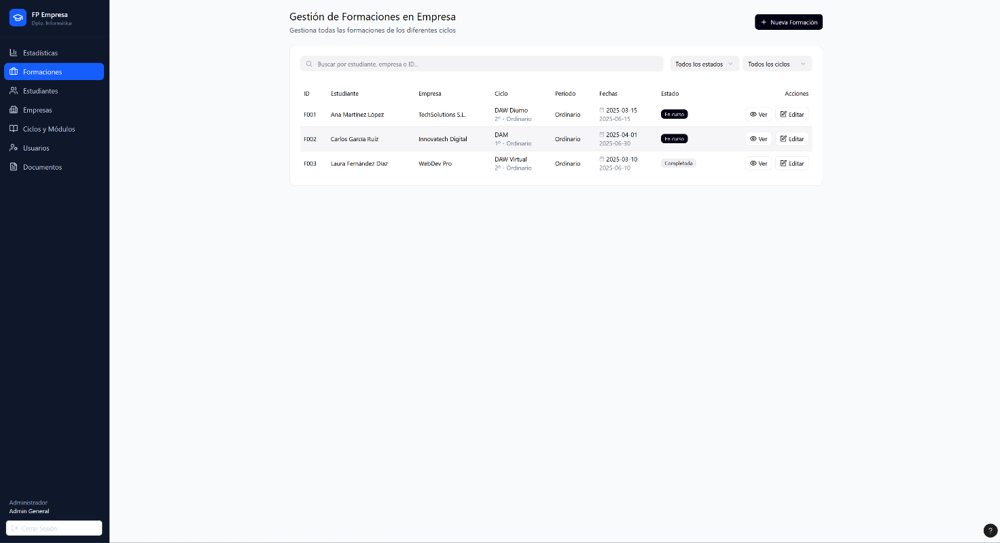 FP Empresa
Dpto. Informática
Estadísticas
Formaciones
Estudiantes
Empresas
Ciclos y Módulos
Usuarios
Documentos
Administrador
Admin General
Cerrar Sesión
Gestión de Formaciones en Empresa
Gestiona todas las formaciones de los diferentes ciclos
+ Nueva Formación
Buscar por estudiante, empresa o ID...
Todos los estados
Todos los ciclos
ID Estudiante Empresa Ciclo Periodo Fechas Estado Acciones
F001 Ana Martínez López TechSolutions S.L. DAW Diurno Ordinario 2025-03-15 En curso Ver Editar
2º - Ordinario 2025-06-15
F002 Carlos García Ruiz Innovatech Digital DAM Ordinario 2025-04-01 En curso Ver Editar
1º - Ordinario 2025-06-30
F003 Laura Fernández Díaz WebDev Pro DAW Virtual Ordinario 2025-03-10 Completada Ver Editar
2º - Ordinario 2025-06-10
?